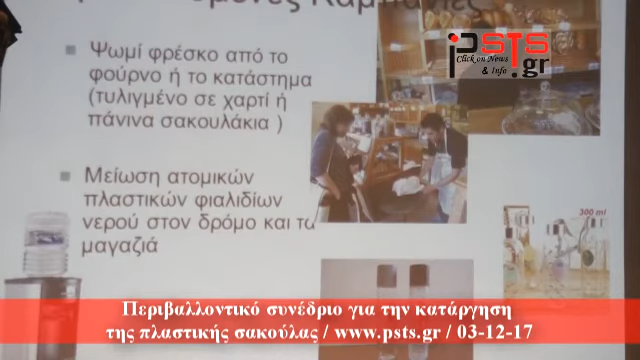 Καμπάνιες
Ψωμί φρέσκο από το
φούρνο ή το κατάστημα
(τυλιγμένο σε χαρτί ή
πάνινα σακουλάκια )
Μείωση ατομικών
πλαστικών φιαλιδίων
νερού στον δρόμο και τα
μαγαζιά
psts
Click on News
& Info
.gr
300 ml
Περιβαλλοντικό συνέδριο για την κατάργηση
της πλαστικής σακούλας / www.psts.gr / 03-12-17